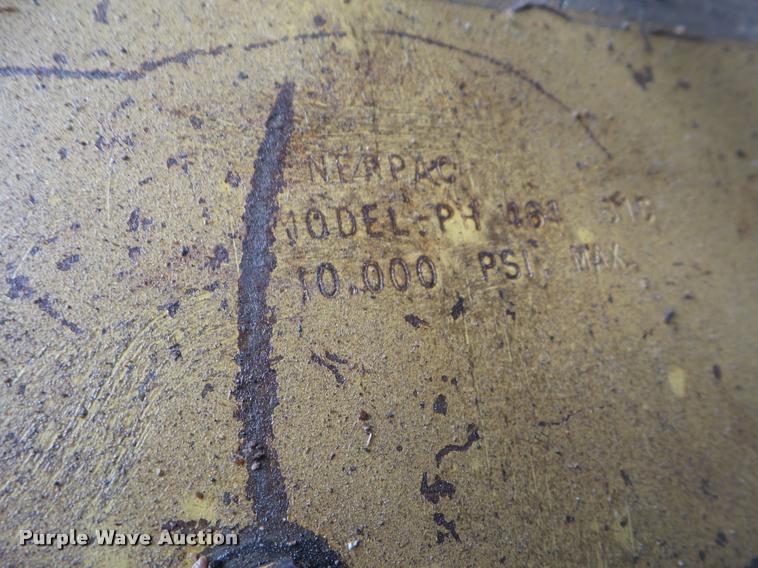 NERPAC
MODEL-PH
10.000 PSI. MAX.
Purple Wave Auction